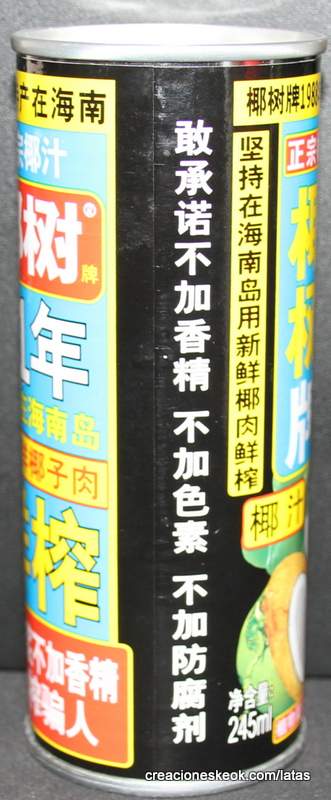 产在海南
椰汁
树®
牌
1年
海南岛
椰子肉
榨
不加香精
骗人
敢承诺不加香精 不加色素 不加防腐剂
椰树牌1988
坚持在海南岛用新鲜椰肉鲜榨
正宗
椰汁
净含量:
245ml
creacioneskeok.com/latas